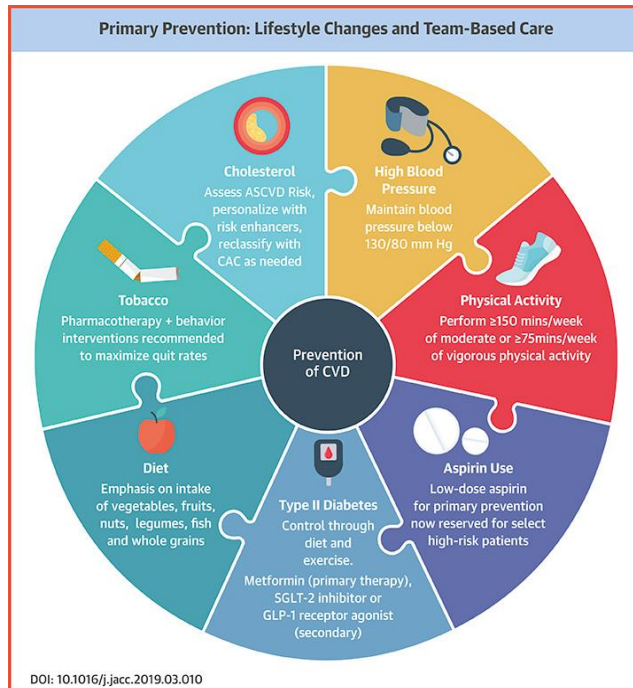 Primary Prevention: Lifestyle Changes and Team-Based Care
Cholesterol
Assess ASCVD Risk,
personalize with
risk enhancers,
reclassify with
CAC as needed
High Blood
Pressure
Maintain blood
pressure below
130/80 mm Hg
Tobacco
Pharmacotherapy + behavior
interventions recommended
to maximize quit rates
Physical Activity
Perform ≥150 mins/week
of moderate or ≥75mins/week
of vigorous physical activity
Prevention
of CVD
Diet
Emphasis on intake
of vegetables, fruits,
nuts, legumes, fish
and whole grains
Type II Diabetes
Control through
diet and
exercise.
Metformin (primary therapy),
SGLT-2 inhibitor or
GLP-1 receptor agonist
(secondary)
Aspirin Use
Low-dose aspirin
for primary prevention
now reserved for select
high-risk patients
DOI: 10.1016/j.jacc.2019.03.010